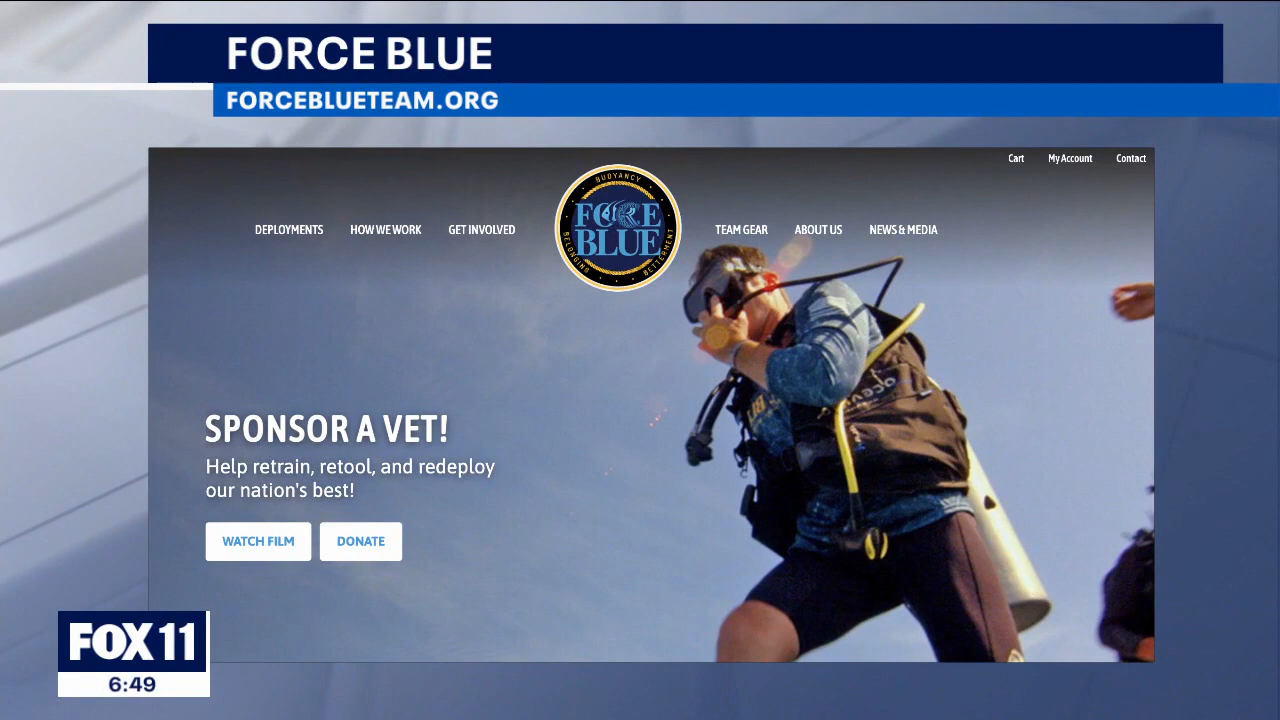 FORCE BLUE
FORCEBLUETEAM.ORG
Cart My Account Contact
DEPLOYMENTS HOW WE WORK GET INVOLVED TEAM GEAR ABOUT US NEWS & MEDIA
BUOYANCY
FORCE
BLUE
BELONGING
BETTERMENT
SPONSOR A VET!
Help retrain, retool, and redeploy
our nation's best!
WATCH FILM DONATE
FOX 11
6:49